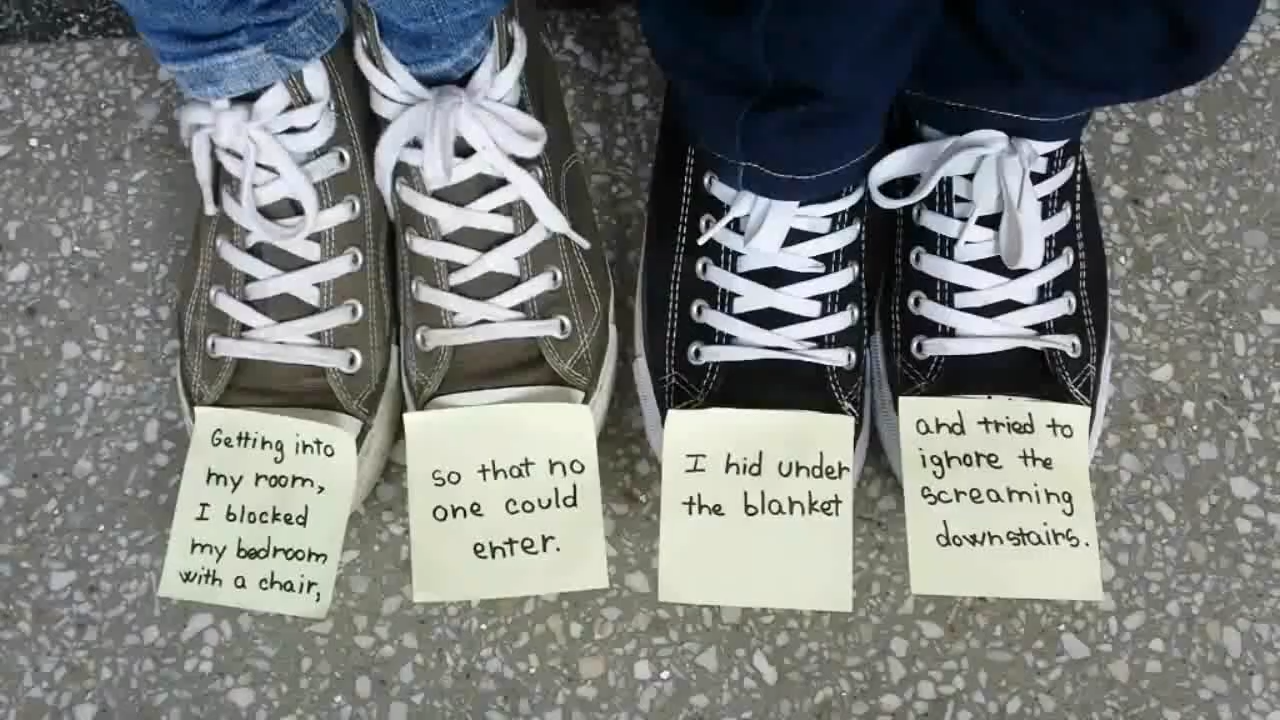 Getting into
my room,
I blocked
my bedroom
with a chair,
so that no
one could
enter.
I hid under
the blanket
and tried to
ignore the
screaming
downstairs.